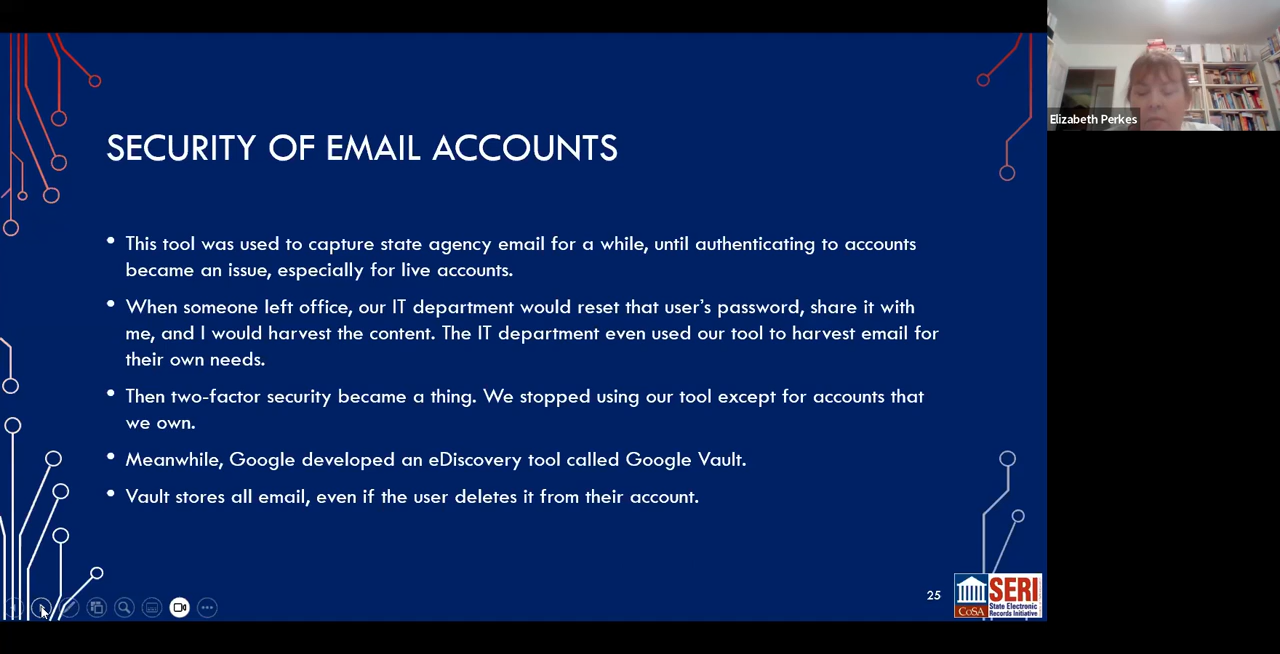 SECURITY OF EMAIL ACCOUNTS
• This tool was used to capture state agency email for a while, until authenticating to accounts
became an issue, especially for live accounts.
• When someone left office, our IT department would reset that user's password, share it with
me, and I would harvest the content. The IT department even used our tool to harvest email for
their own needs.
• Then two-factor security became a thing. We stopped using our tool except for accounts that
we own.
• Meanwhile, Google developed an eDiscovery tool called Google Vault.
• Vault stores all email, even if the user deletes it from their account.
25
CoSA
SERI
State Electronic
Records Initiative
Elizabeth Perkes